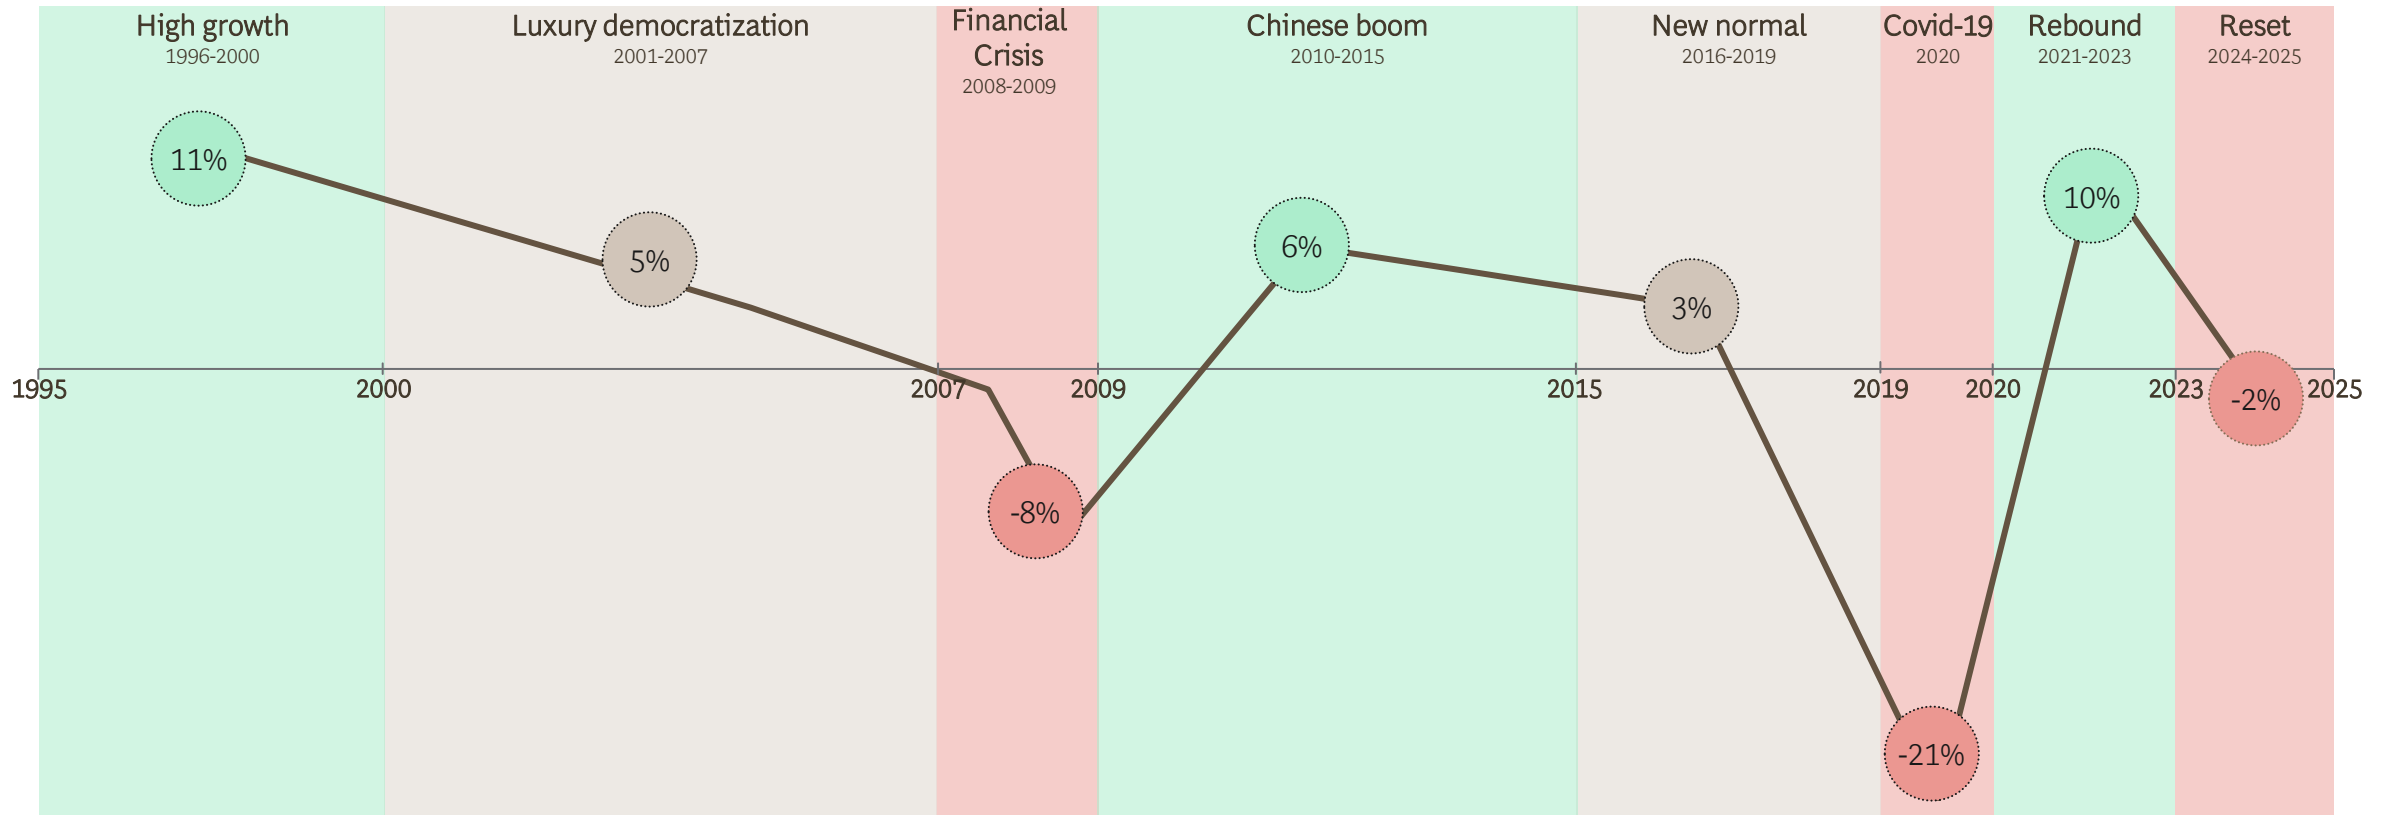 High growth
1996-2000
Luxury democratization
2001-2007
Financial
Crisis
2008-2009
Chinese boom
2010-2015
New normal
2016-2019
Covid-19
2020
Rebound
2021-2023
Reset
2024-2025
11%
5%
-8%
6%
3%
-21%
10%
-2%
1995
2000
2007
2009
2015
2019
2020
2023
2025